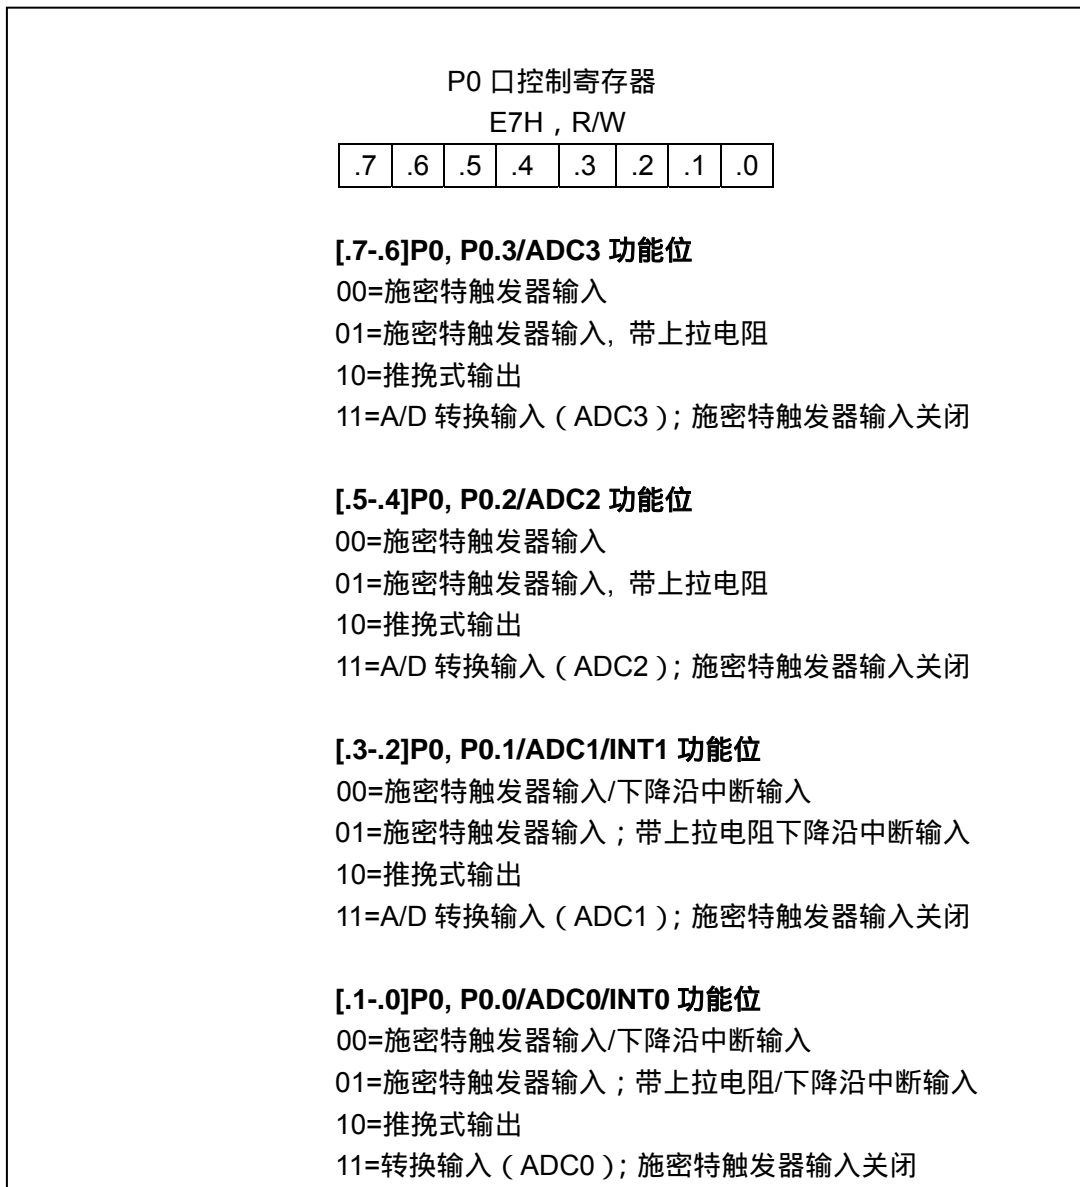 P0 口控制寄存器
E7H , R/W
.7 .6 .5 .4 .3 .2 .1 .0
[.7-.6]P0, P0.3/ADC3 功能位
00=施密特触发器输入
01=施密特触发器输入, 带上拉电阻
10=推挽式输出
11=A/D 转换输入（ADC3）；施密特触发器输入关闭
[.5-.4]P0, P0.2/ADC2 功能位
00=施密特触发器输入
01=施密特触发器输入, 带上拉电阻
10=推挽式输出
11=A/D 转换输入（ADC2）；施密特触发器输入关闭
[.3-.2]P0, P0.1/ADC1/INT1 功能位
00=施密特触发器输入/下降沿中断输入
01=施密特触发器输入；带上拉电阻下降沿中断输入
10=推挽式输出
11=A/D 转换输入（ADC1）；施密特触发器输入关闭
[.1-.0]P0, P0.0/ADC0/INT0 功能位
00=施密特触发器输入/下降沿中断输入
01=施密特触发器输入；带上拉电阻/下降沿中断输入
10=推挽式输出
11=转换输入（ADC0）；施密特触发器输入关闭